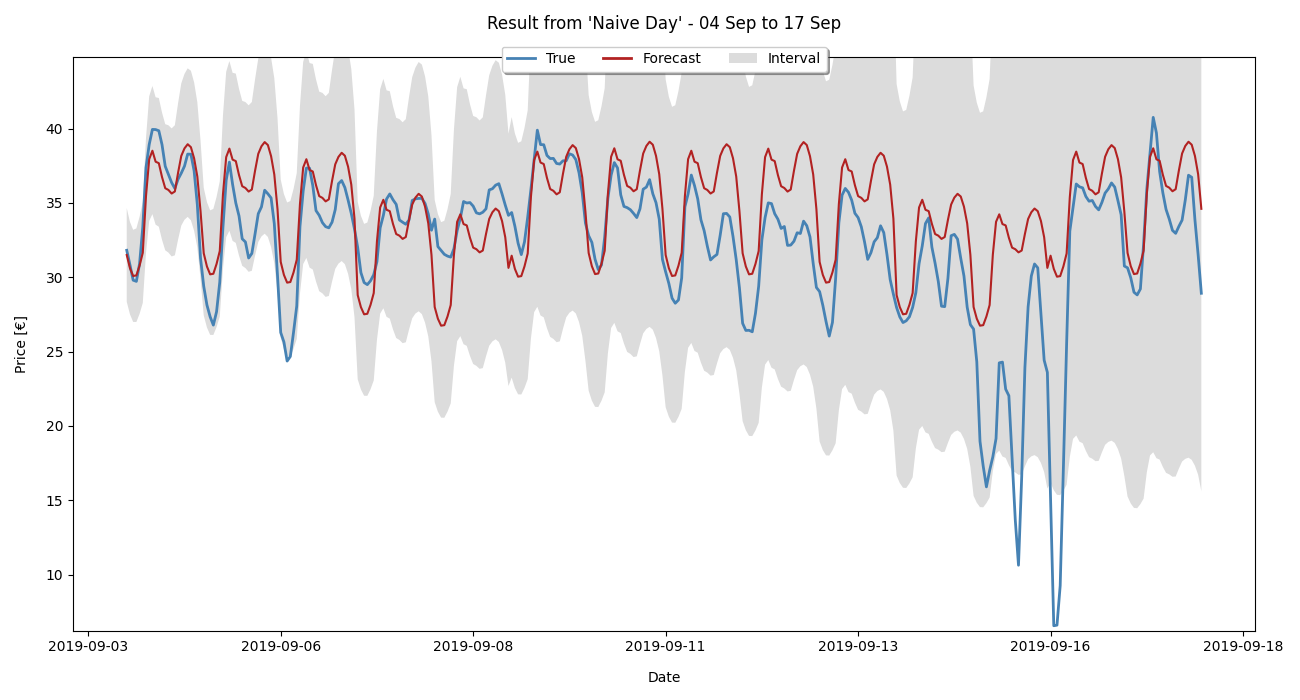 Result from 'Naive Day' - 04 Sep to 17 Sep
True Forecast Interval
Price [€]
40
35
30
25
20
15
10
2019-09-03 2019-09-06 2019-09-08 2019-09-11 2019-09-13 2019-09-16 2019-09-18
Date